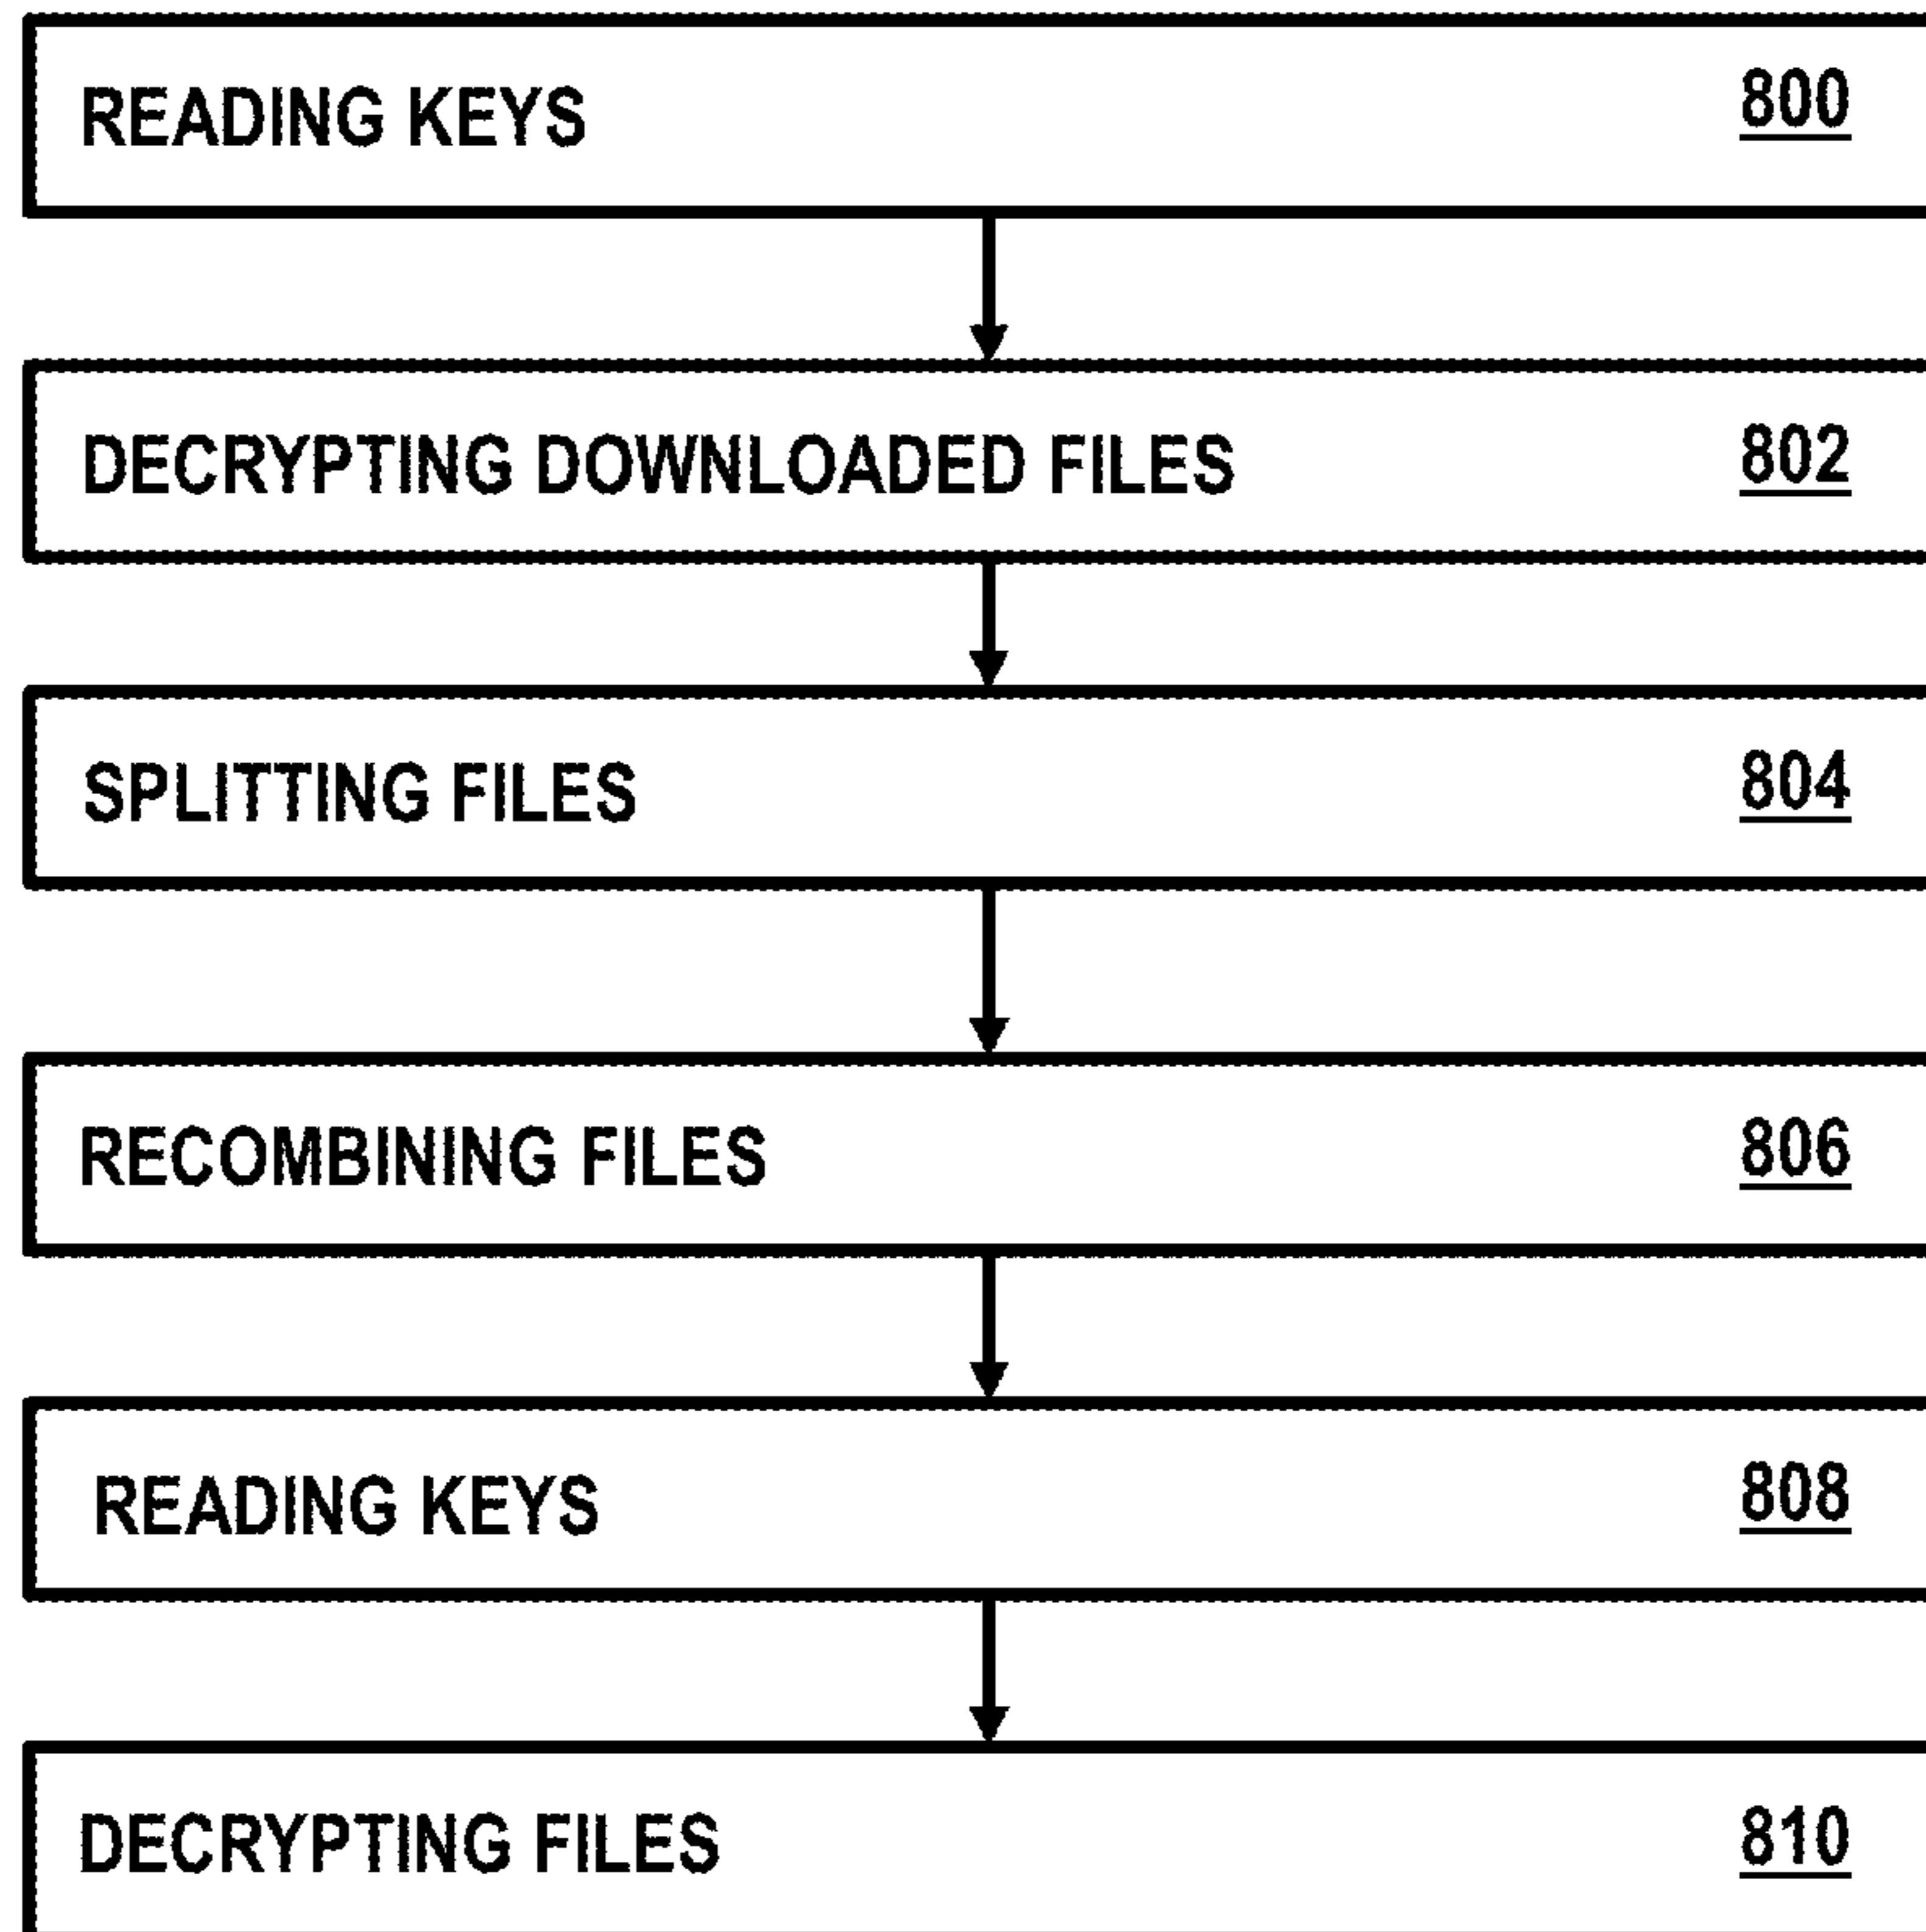 READING KEYS 800
DECRYPTING DOWNLOADED FILES 802
SPLITTING FILES 804
RECOMBINING FILES 806
READING KEYS 808
DECRYPTING FILES 810